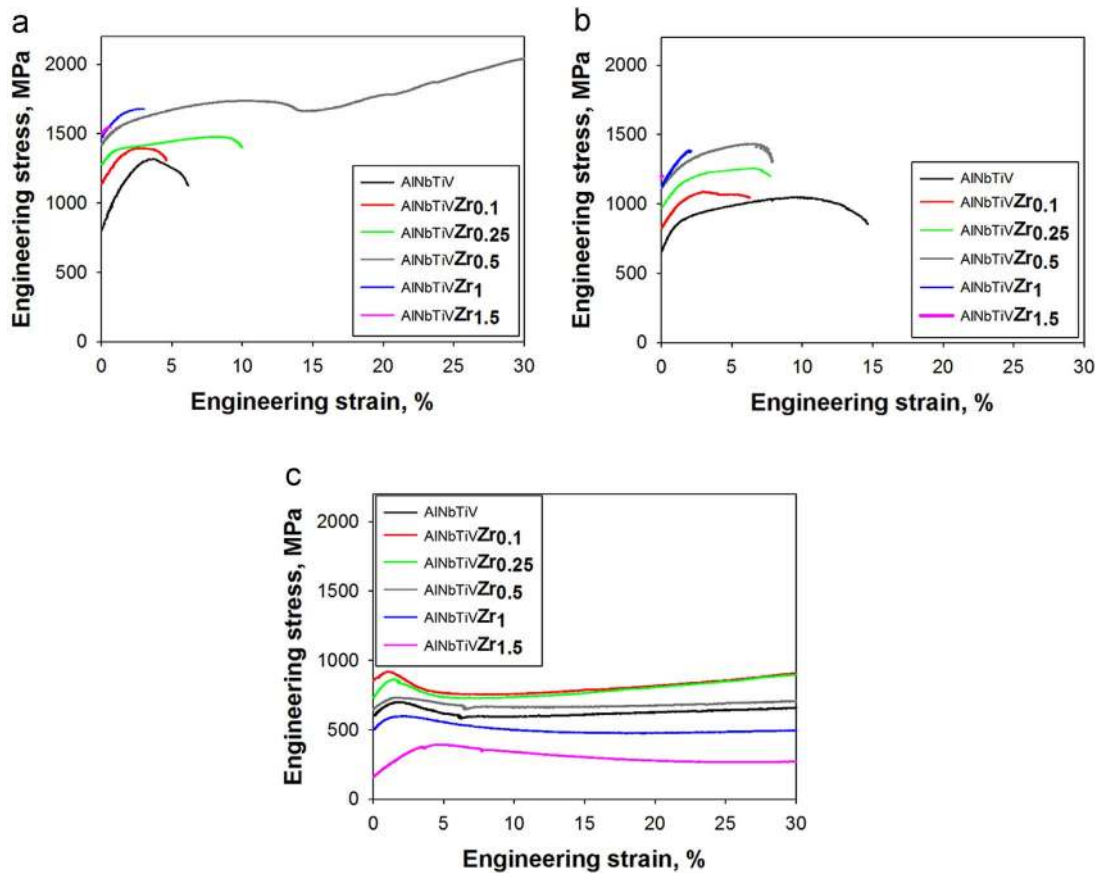 a
2000
1500
1000
500
0
Engineering stress, MPa
AlNbTiV
AlNbTiVZr0.1
AlNbTiVZr0.25
AlNbTiVZr0.5
AlNbTiVZr1
AlNbTiVZr1.5
0 5 10 15 20 25 30
Engineering strain, %
b
2000
1500
1000
500
0
Engineering stress, MPa
AlNbTiV
AlNbTiVZr0.1
AlNbTiVZr0.25
AlNbTiVZr0.5
AlNbTiVZr1
AlNbTiVZr1.5
0 5 10 15 20 25 30
Engineering strain, %
c
2000
1500
1000
500
0
Engineering stress, MPa
AlNbTiV
AlNbTiVZr0.1
AlNbTiVZr0.25
AlNbTiVZr0.5
AlNbTiVZr1
AlNbTiVZr1.5
0 5 10 15 20 25 30
Engineering strain, %